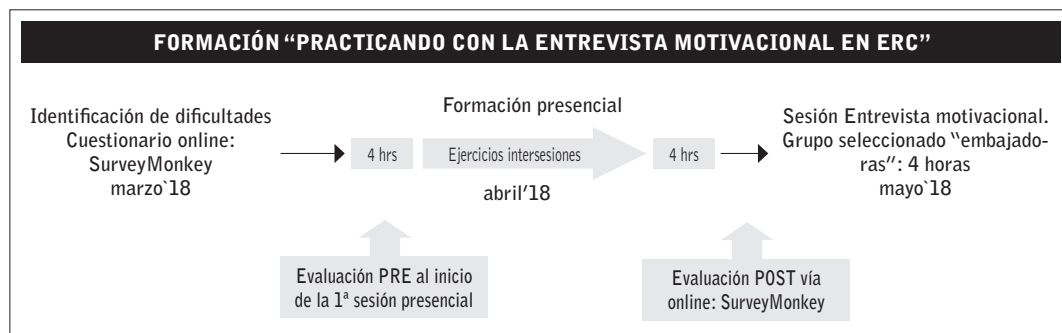 FORMACIÓN “PRACTICANDO CON LA ENTREVISTA MOTIVACIONAL EN ERC”
Identificación de dificultades
Cuestionario online:
SurveyMonkey
marzo`18
Formación presencial
4 hrs
Ejercicios intersesiones
4 hrs
abril’18
Sesión Entrevista motivacional.
Grupo seleccionado “embajado-
ras”: 4 horas
mayo`18
Evaluación PRE al inicio
de la 1ª sesión presencial
Evaluación POST vía
online: SurveyMonkey